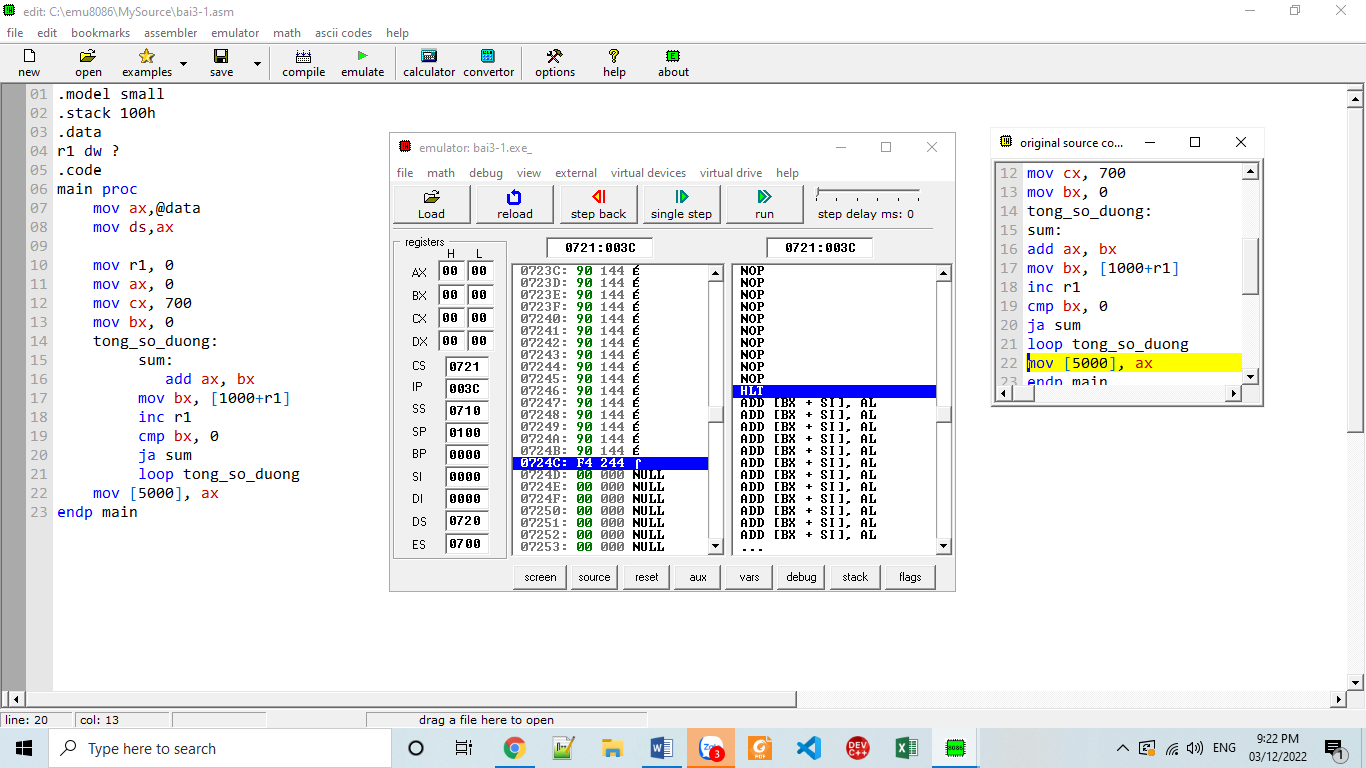 edit: C:\emu8086\MySource\bai3-1.asm
file edit bookmarks assembler emulator math ascii codes help
new open examples save compile emulate calculator convertor options help about
01 .model small
02 .stack 100h
03 .data
04 r1 dw ?
05 .code
06 main proc
07 mov ax,@data
08 mov ds,ax
09
10 mov r1, 0
11 mov ax, 0
12 mov cx, 700
13 mov bx, 0
14 tong_so_duong:
15 sum:
16 add ax, bx
17 mov bx, [1000+r1]
18 inc r1
19 cmp bx, 0
20 ja sum
21 loop tong_so_duong
22 mov [5000], ax
23 endp main
emulator: bai3-1.exe_
file math debug view external virtual devices virtual drive help
Load reload step back single step run step delay ms: 0
registers
H L
AX 00 00
BX 00 00
CX 00 00
DX 00 00
CS 0721
IP 003C
SS 0710
SP 0100
BP 0000
SI 0000
DI 0000
DS 0720
ES 0700
0721:003C
0723C: 90 144 É
0723D: 90 144 É
0723E: 90 144 É
0723F: 90 144 É
07240: 90 144 É
07241: 90 144 É
07242: 90 144 É
07243: 90 144 É
07244: 90 144 É
07245: 90 144 É
07246: 90 144 É
07247: 90 144 É
07248: 90 144 É
07249: 90 144 É
0724A: 90 144 É
0724B: 90 144 É
0724C: F4 244 ⌠
0724D: 00 000 NULL
0724E: 00 000 NULL
0724F: 00 000 NULL
07250: 00 000 NULL
07251: 00 000 NULL
07252: 00 000 NULL
07253: 00 000 NULL
0721:003C
NOP
NOP
NOP
NOP
NOP
NOP
NOP
NOP
NOP
NOP
HLT
ADD [BX + SI], AL
ADD [BX + SI], AL
ADD [BX + SI], AL
ADD [BX + SI], AL
ADD [BX + SI], AL
ADD [BX + SI], AL
ADD [BX + SI], AL
ADD [BX + SI], AL
ADD [BX + SI], AL
ADD [BX + SI], AL
ADD [BX + SI], AL
ADD [BX + SI], AL
...
screen source reset aux vars debug stack flags
original source co...
12 mov cx, 700
13 mov bx, 0
14 tong_so_duong:
15 sum:
16 add ax, bx
17 mov bx, [1000+r1]
18 inc r1
19 cmp bx, 0
20 ja sum
21 loop tong_so_duong
22 mov [5000], ax
23 endp main
line: 20 col: 13 drag a file here to open
Type here to search
Zalo 3
PDF
DEV C++
8086
ENG
9:22 PM
03/12/2022
1